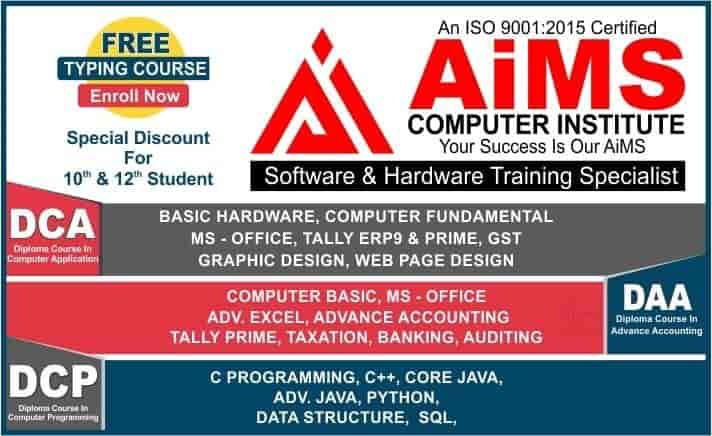 FREE
TYPING COURSE
Enroll Now
Special Discount
For
10th & 12th Student
An ISO 9001:2015 Certified
AiMS
COMPUTER INSTITUTE
Your Success Is Our AiMS
Software & Hardware Training Specialist
DCA
Diploma Course In
Computer Application
BASIC HARDWARE, COMPUTER FUNDAMENTAL
MS - OFFICE, TALLY ERP9 & PRIME, GST
GRAPHIC DESIGN, WEB PAGE DESIGN
COMPUTER BASIC, MS - OFFICE
ADV. EXCEL, ADVANCE ACCOUNTING
TALLY PRIME, TAXATION, BANKING, AUDITING
DAA
Diploma Course In
Advance Accounting
DCP
Diploma Course In
Computer Programming
C PROGRAMMING, C++, CORE JAVA,
ADV. JAVA, PYTHON,
DATA STRUCTURE, SQL,